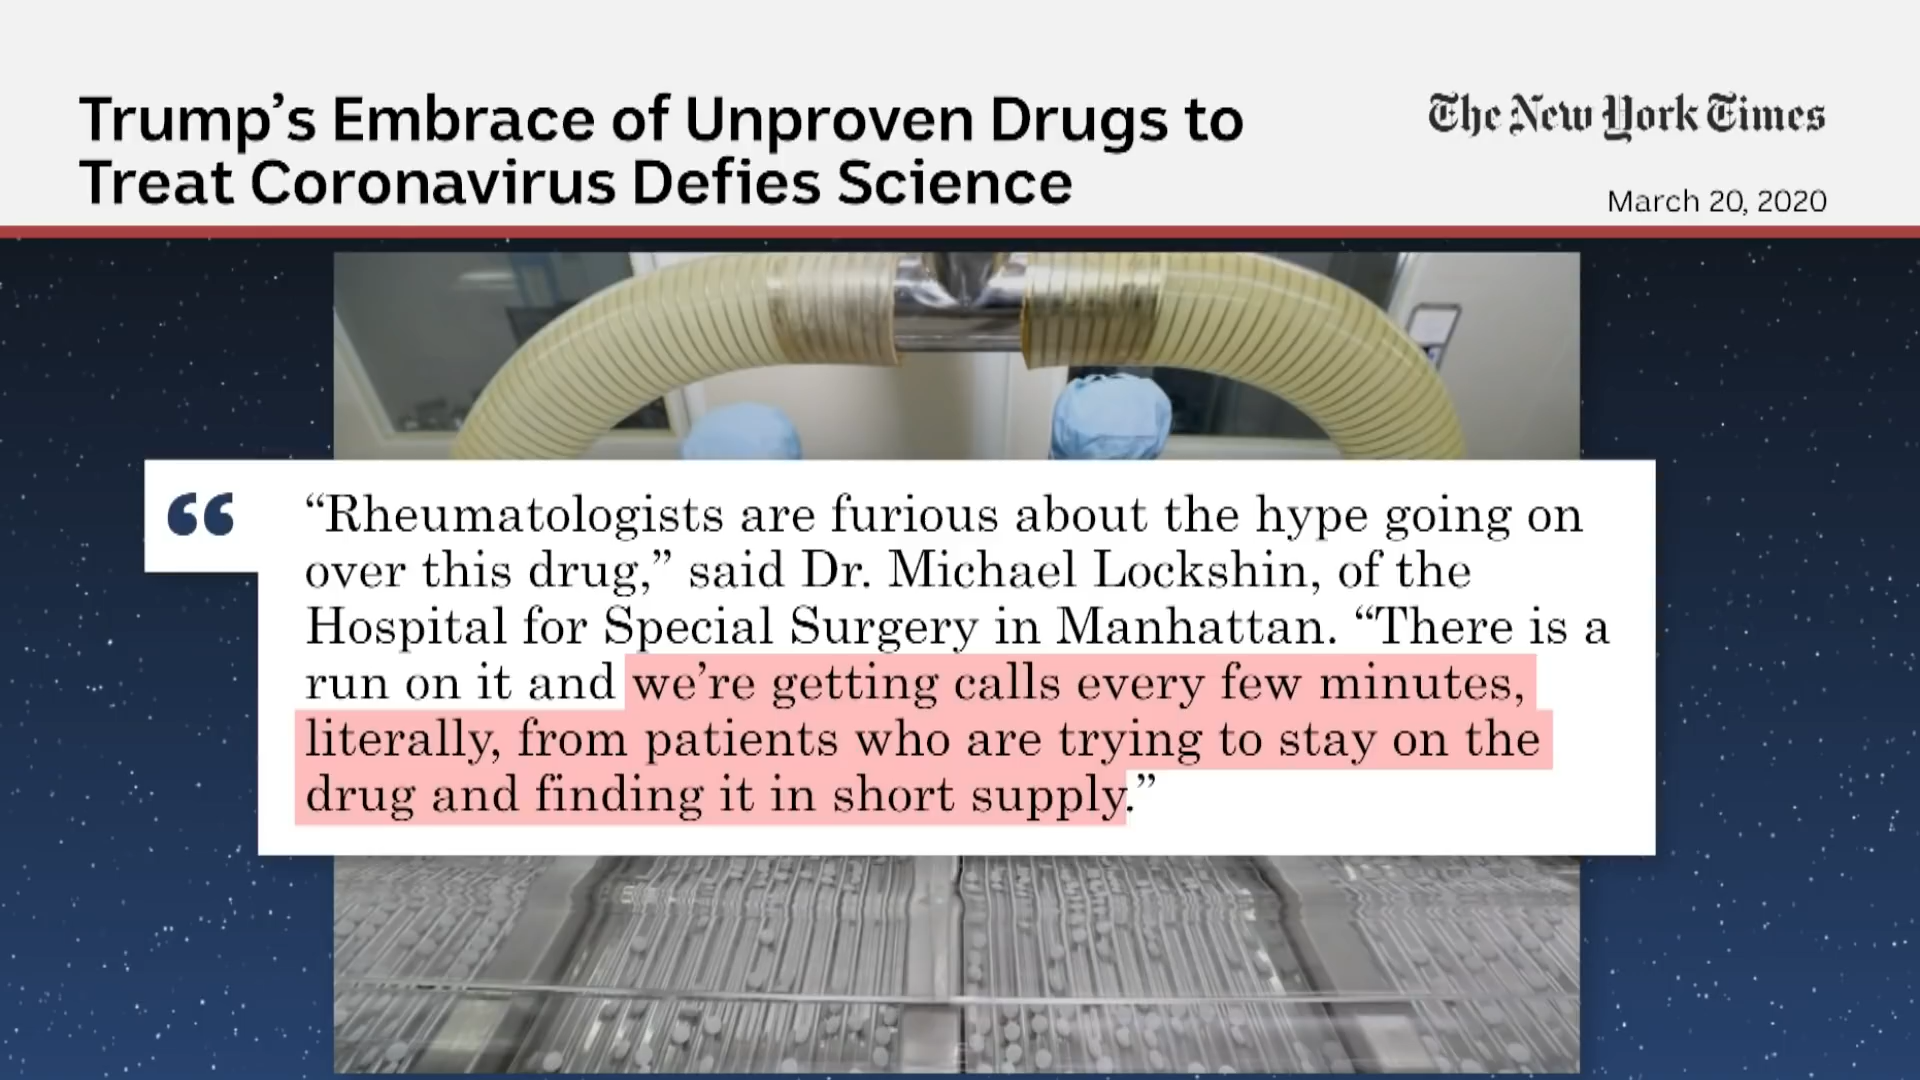 Trump’s Embrace of Unproven Drugs to
Treat Coronavirus Defies Science
The New York Times
March 20, 2020
“
“Rheumatologists are furious about the hype going on
over this drug,” said Dr. Michael Lockshin, of the
Hospital for Special Surgery in Manhattan. “There is a
run on it and we’re getting calls every few minutes,
literally, from patients who are trying to stay on the
drug and finding it in short supply.”